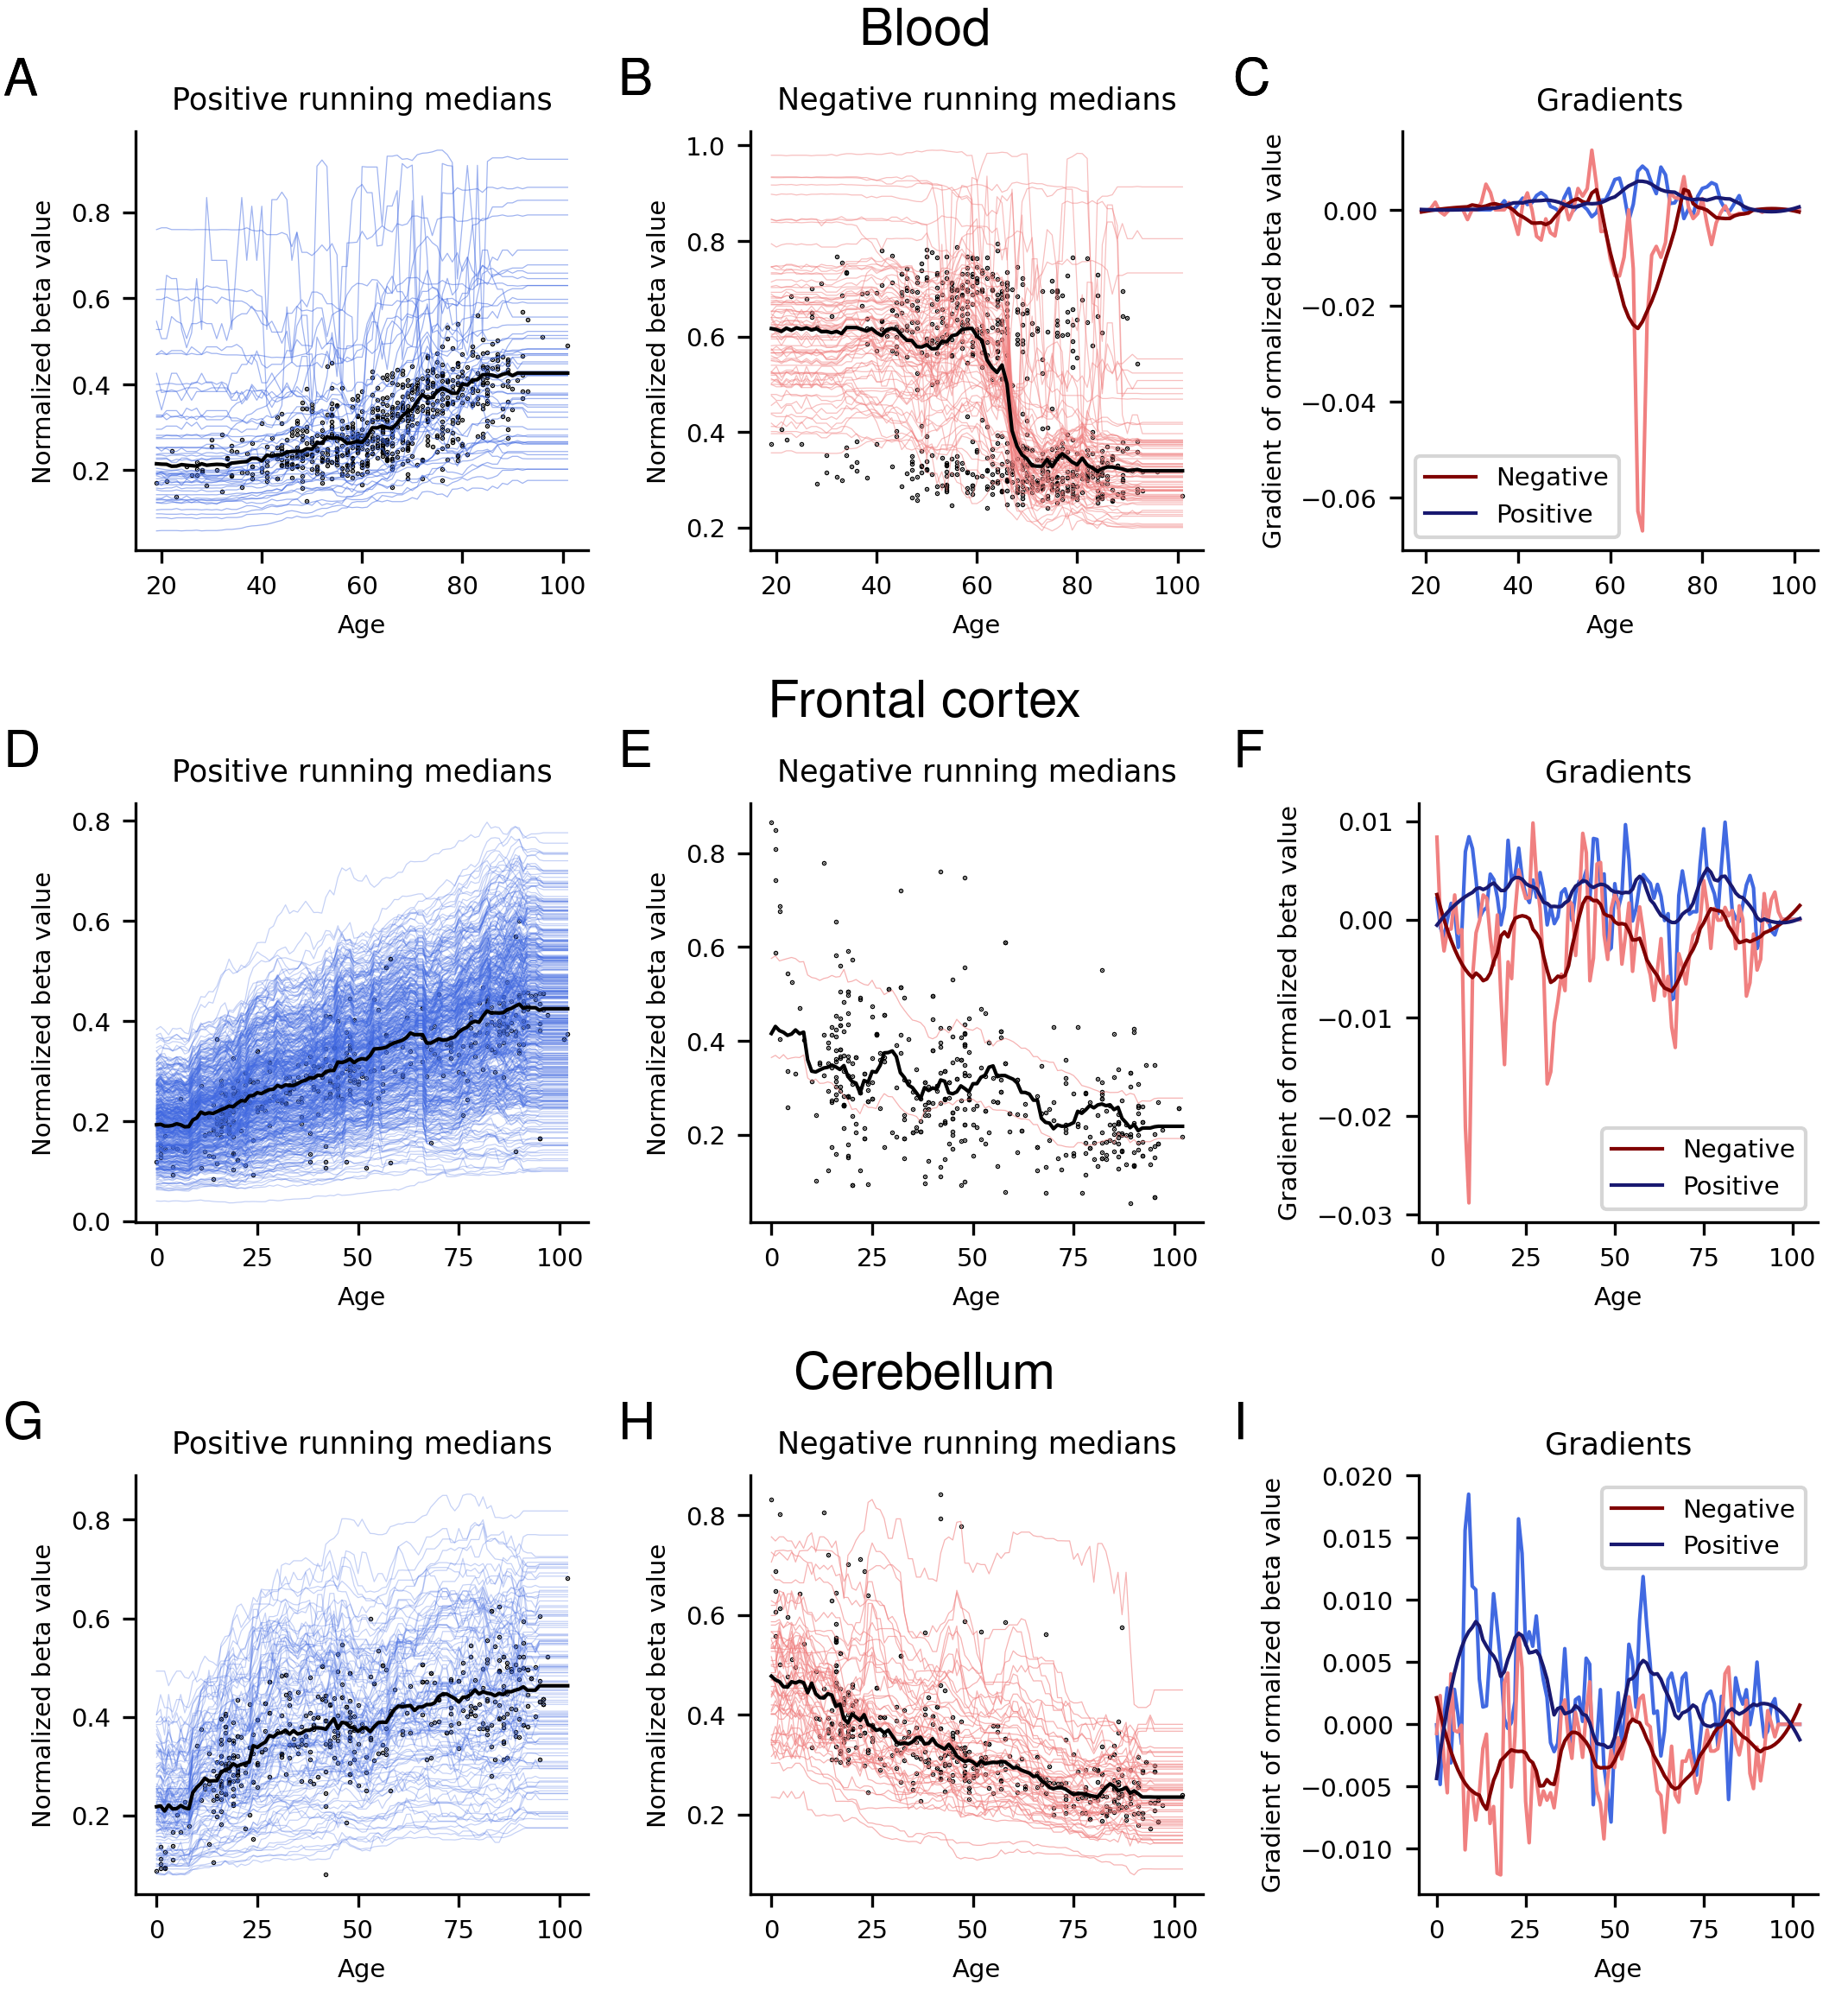 Blood
A
Positive running medians
Normalized beta value
0.8
0.6
0.4
0.2
20 40 60 80 100
Age
B
Negative running medians
Normalized beta value
1.0
0.8
0.6
0.4
0.2
20 40 60 80 100
Age
C
Gradients
Gradient of ormalized beta value
0.00
−0.02
−0.04
−0.06
Negative
Positive
20 40 60 80 100
Age
Frontal cortex
D
Positive running medians
Normalized beta value
0.8
0.6
0.4
0.2
0.0
0 25 50 75 100
Age
E
Negative running medians
Normalized beta value
0.8
0.6
0.4
0.2
0 25 50 75 100
Age
F
Gradients
Gradient of ormalized beta value
0.01
0.00
−0.01
−0.02
−0.03
Negative
Positive
0 25 50 75 100
Age
Cerebellum
G
Positive running medians
Normalized beta value
0.8
0.6
0.4
0.2
0 25 50 75 100
Age
H
Negative running medians
Normalized beta value
0.8
0.6
0.4
0.2
0 25 50 75 100
Age
I
Gradients
Gradient of ormalized beta value
0.020
0.015
0.010
0.005
0.000
−0.005
−0.010
Negative
Positive
0 25 50 75 100
Age